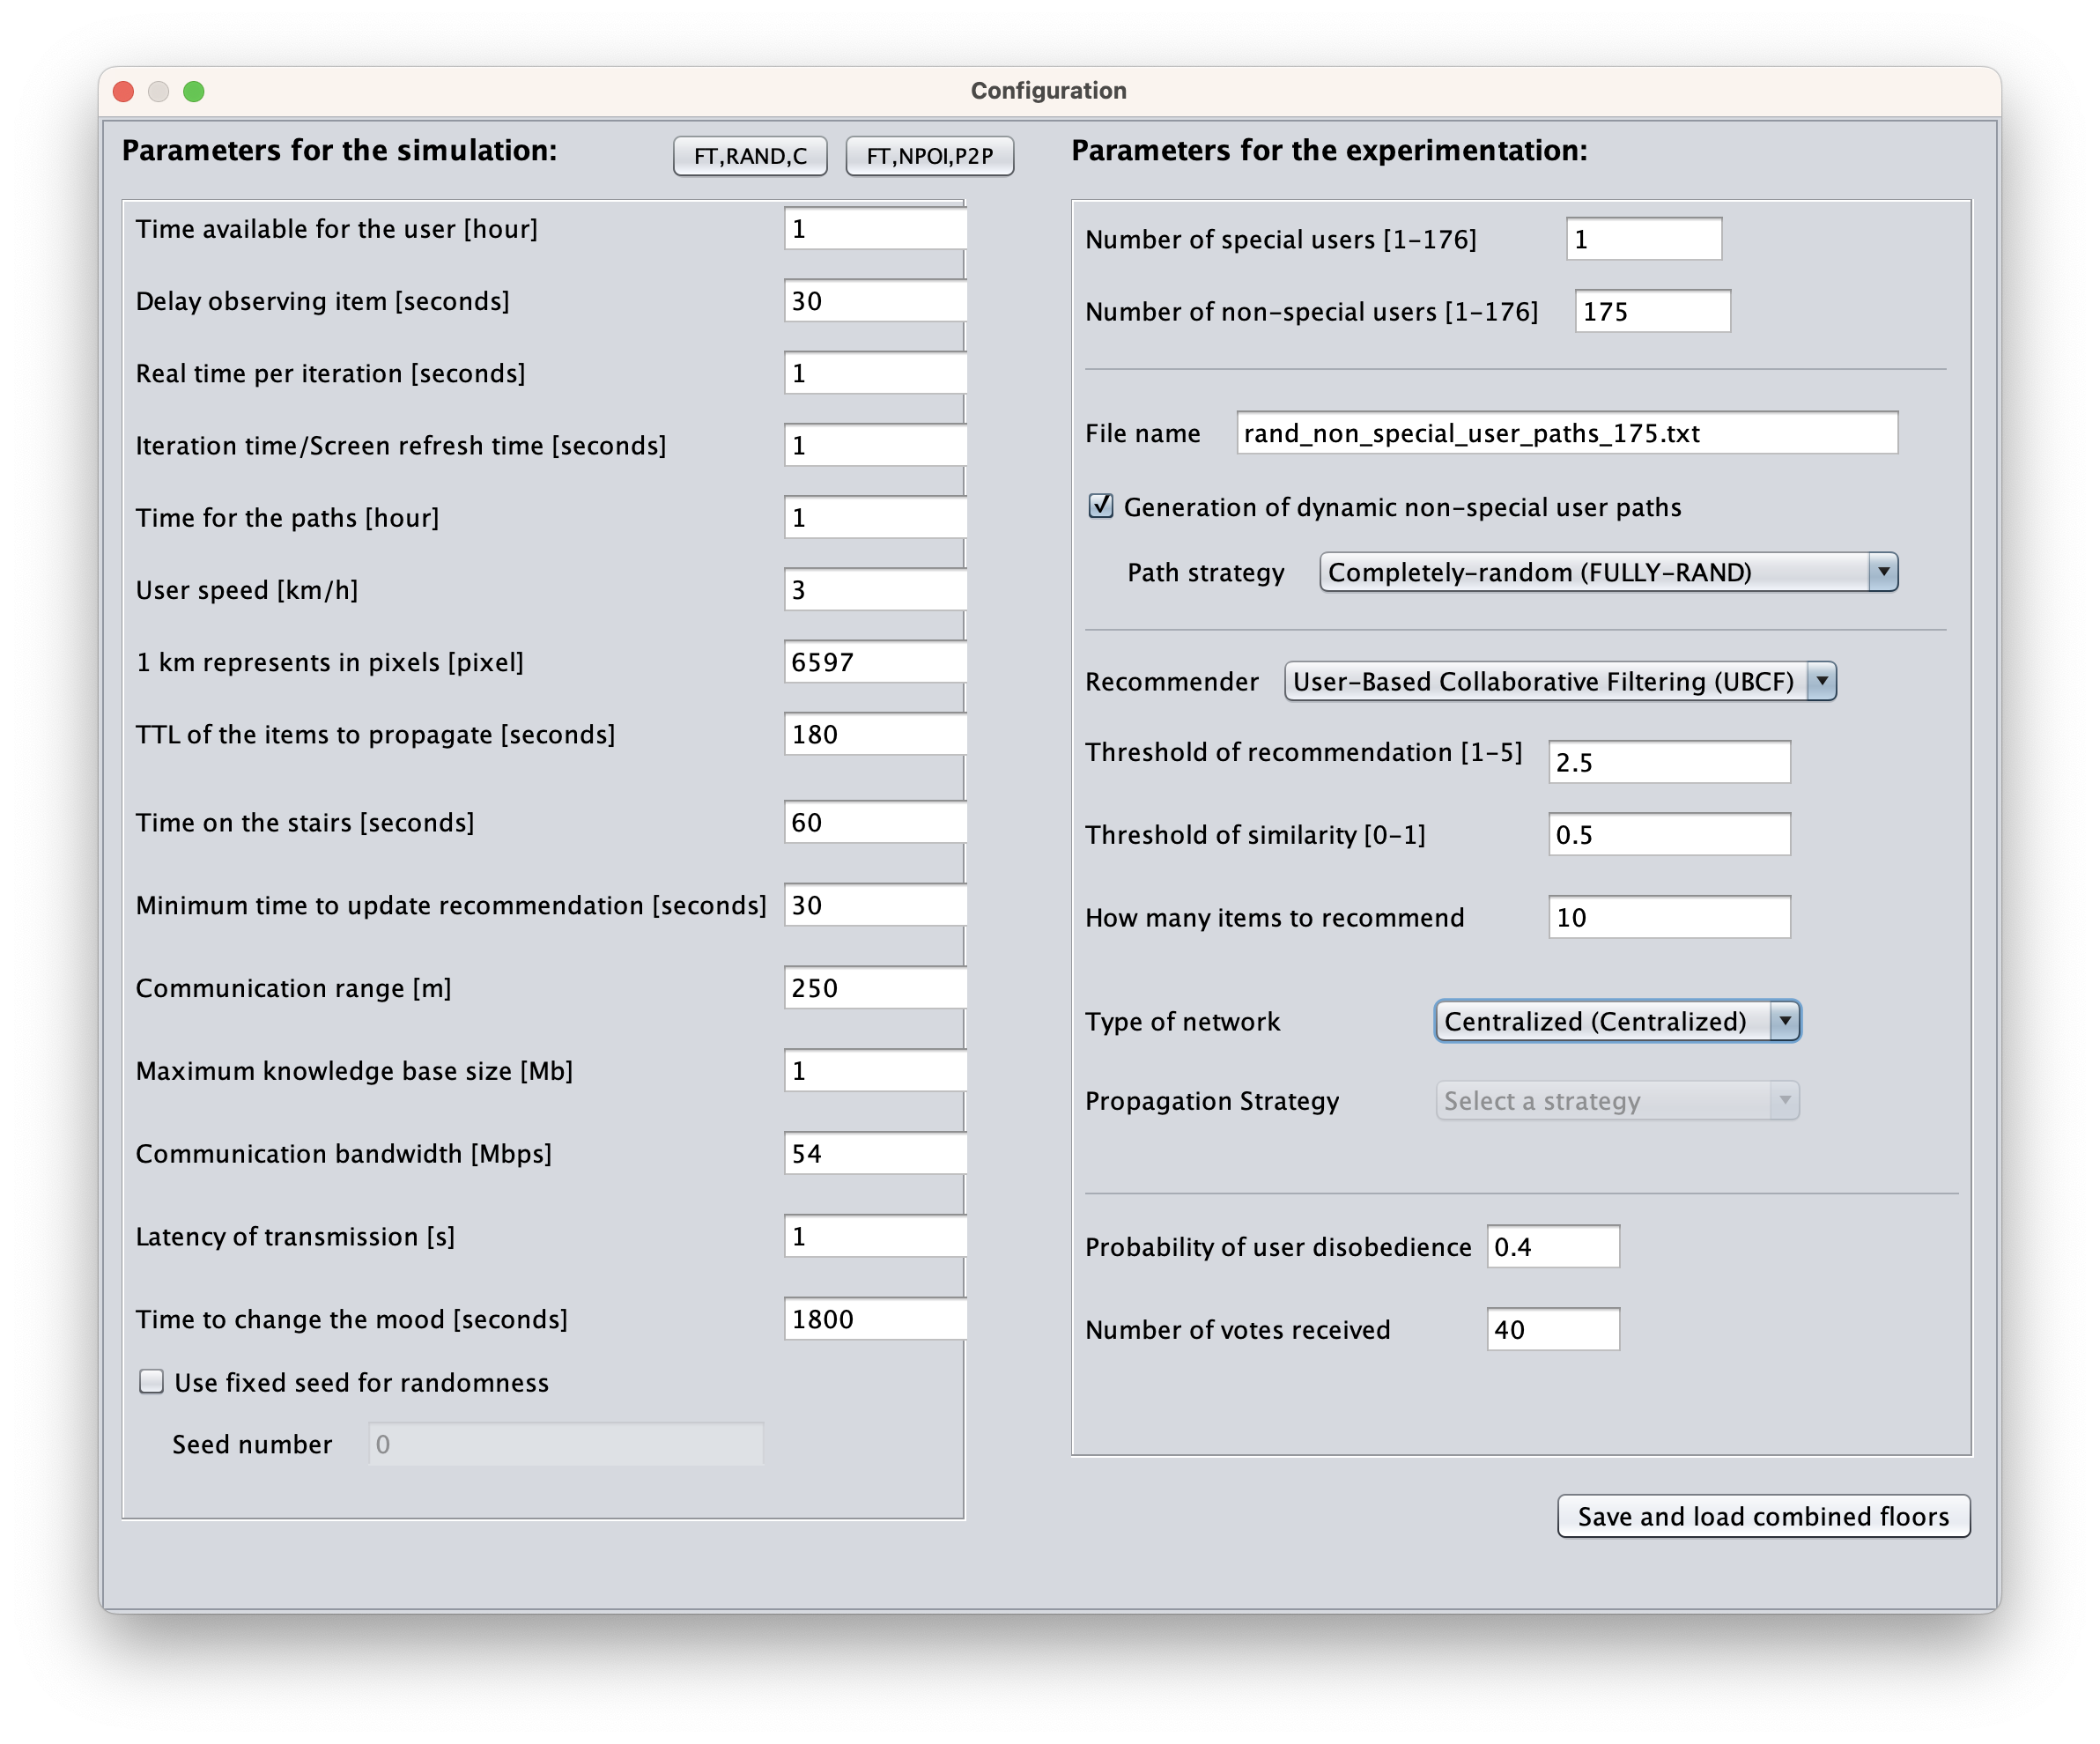 Configuration
Parameters for the simulation:
FT,RAND,C
FT,NPOI,P2P
Time available for the user [hour] 1
Delay observing item [seconds] 30
Real time per iteration [seconds] 1
Iteration time/Screen refresh time [seconds] 1
Time for the paths [hour] 1
User speed [km/h] 3
1 km represents in pixels [pixel] 6597
TTL of the items to propagate [seconds] 180
Time on the stairs [seconds] 60
Minimum time to update recommendation [seconds] 30
Communication range [m] 250
Maximum knowledge base size [Mb] 1
Communication bandwidth [Mbps] 54
Latency of transmission [s] 1
Time to change the mood [seconds] 1800
Use fixed seed for randomness
Seed number 0
Parameters for the experimentation:
Number of special users [1-176] 1
Number of non-special users [1-176] 175
File name rand_non_special_user_paths_175.txt
Generation of dynamic non-special user paths
Path strategy Completely-random (FULLY-RAND)
Recommender User-Based Collaborative Filtering (UBCF)
Threshold of recommendation [1-5] 2.5
Threshold of similarity [0-1] 0.5
How many items to recommend 10
Type of network Centralized (Centralized)
Propagation Strategy Select a strategy
Probability of user disobedience 0.4
Number of votes received 40
Save and load combined floors